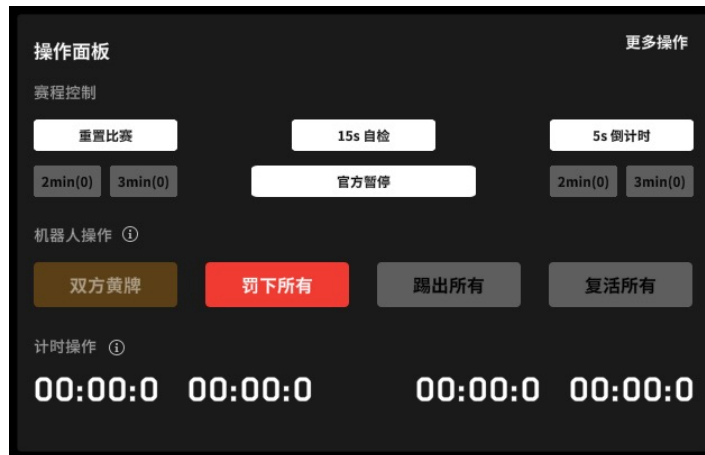 操作面板 更多操作
赛程控制
重置比赛 15s 自检 5s 倒计时
2min(0) 3min(0) 官方暂停 2min(0) 3min(0)
机器人操作
双方黄牌 罚下所有 踢出所有 复活所有
计时操作
00:00:0 00:00:0 00:00:0 00:00:0